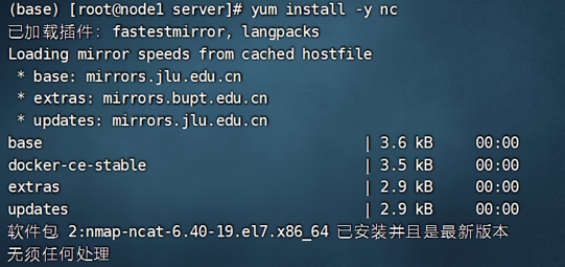 (base) [root@node1 server]# yum install -y nc
已加载插件: fastestmirror, langpacks
Loading mirror speeds from cached hostfile
 * base: mirrors.jlu.edu.cn
 * extras: mirrors.bupt.edu.cn
 * updates: mirrors.jlu.edu.cn
base | 3.6 kB 00:00
docker-ce-stable | 3.5 kB 00:00
extras | 2.9 kB 00:00
updates | 2.9 kB 00:00
软件包 2:nmap-ncat-6.40-19.el7.x86_64 已安装并且是最新版本
无须任何处理